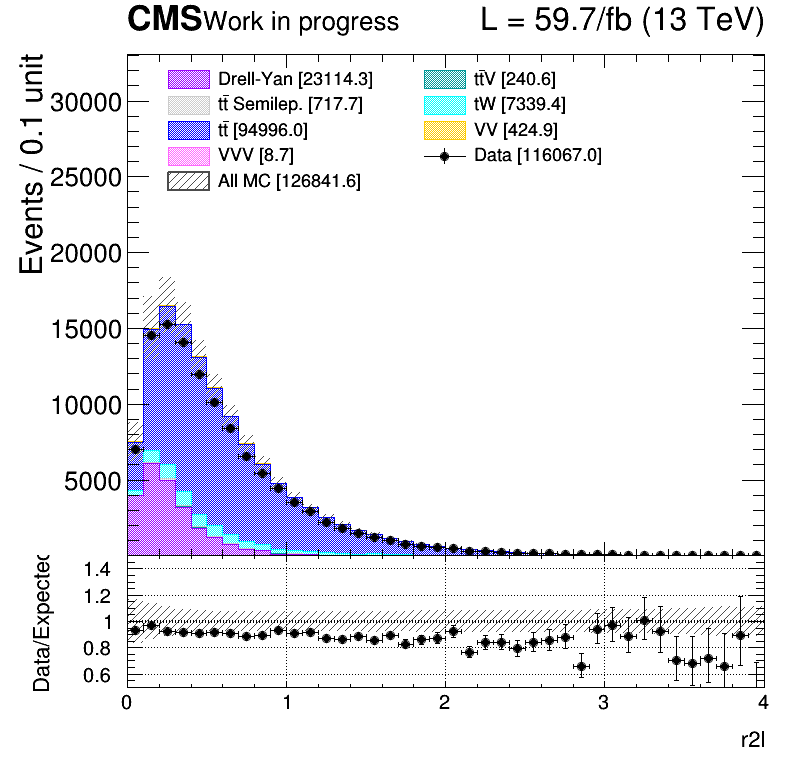 CMS Work in progress L = 59.7/fb (13 TeV)
Events / 0.1 unit
30000
25000
20000
15000
10000
5000
Drell-Yan [23114.3]
tt̄ Semilep. [717.7]
tt̄ [94996.0]
VVV [8.7]
All MC [126841.6]
tt̄V [240.6]
tW [7339.4]
VV [424.9]
Data [116067.0]
Data/Expected
1.4
1.2
1
0.8
0.6
0 1 2 3 4
r2l